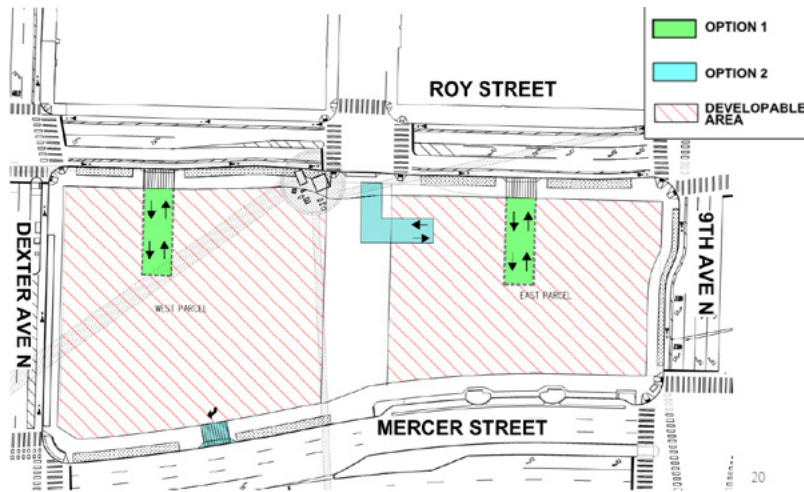 OPTION 1
OPTION 2
DEVELOPABLE
AREA
ROY STREET
DEXTER AVE N
9TH AVE N
WEST PARCEL
EAST PARCEL
MERCER STREET
20